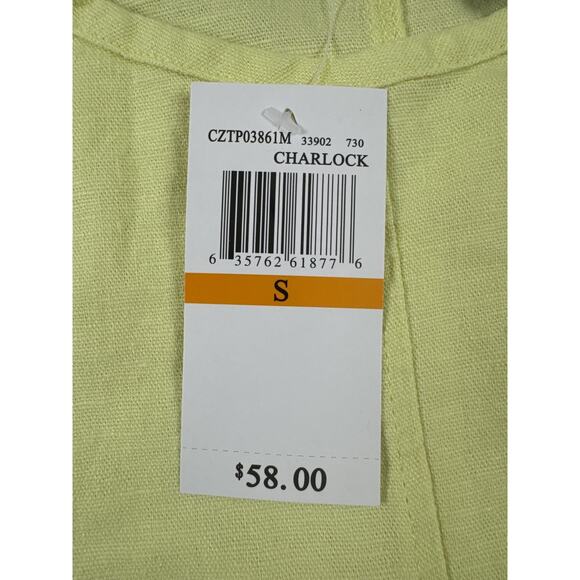 CZTP03861M 33902 730
CHARLOCK
6 35762 61877 6
S
$58.00